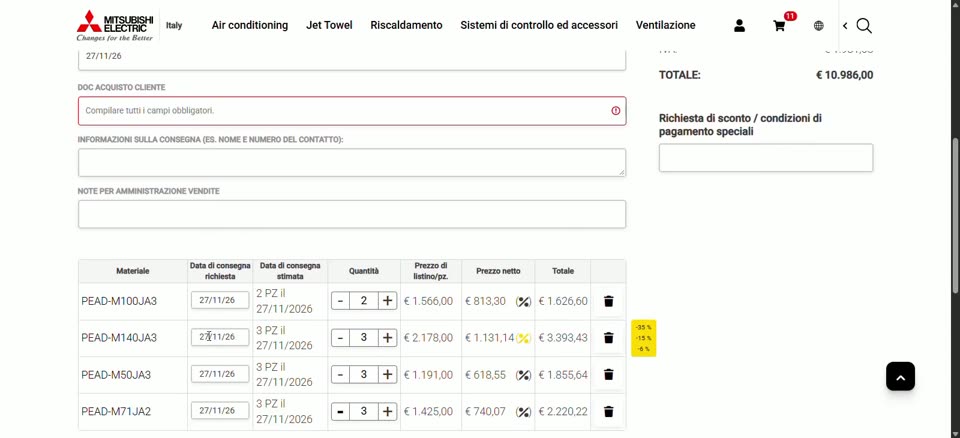 MITSUBISHI
ELECTRIC
Changes for the Better
Italy
Air conditioning
Jet Towel
Riscaldamento
Sistemi di controllo ed accessori
Ventilazione
11
27/11/26
TOTALE: € 10.986,00
DOC ACQUISTO CLIENTE
Compilare tutti i campi obbligatori.
Richiesta di sconto / condizioni di
pagamento speciali
INFORMAZIONI SULLA CONSEGNA (ES. NOME E NUMERO DEL CONTATTO):
NOTE PER AMMINISTRAZIONE VENDITE
Materiale Data di consegna richiesta Data di consegna stimata Quantità Prezzo di listino/pz. Prezzo netto Totale
PEAD-M100JA3 27/11/26 2 PZ il 27/11/2026 - 2 + € 1.566,00 € 813,30 € 1.626,60
PEAD-M140JA3 27/11/26 3 PZ il 27/11/2026 - 3 + € 2.178,00 € 1.131,14 € 3.393,43
-35 %
-15 %
-6 %
PEAD-M50JA3 27/11/26 3 PZ il 27/11/2026 - 3 + € 1.191,00 € 618,55 € 1.855,64
PEAD-M71JA2 27/11/26 3 PZ il 27/11/2026 - 3 + € 1.425,00 € 740,07 € 2.220,22